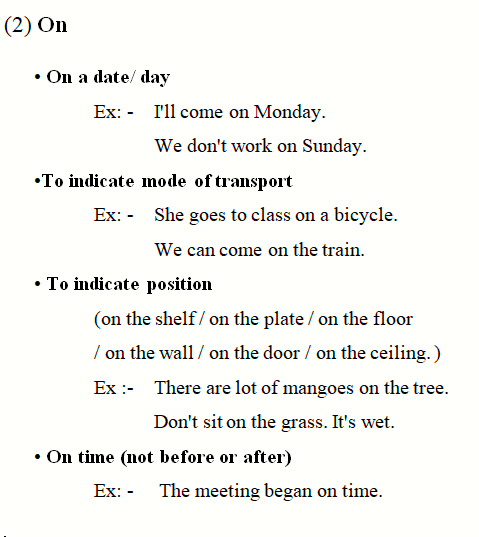 (2) On
• On a date/ day
Ex: - I'll come on Monday.
We don't work on Sunday.
•To indicate mode of transport
Ex: - She goes to class on a bicycle.
We can come on the train.
• To indicate position
(on the shelf / on the plate / on the floor
/ on the wall / on the door / on the ceiling. )
Ex :- There are lot of mangoes on the tree.
Don't sit on the grass. It's wet.
• On time (not before or after)
Ex: - The meeting began on time.
.